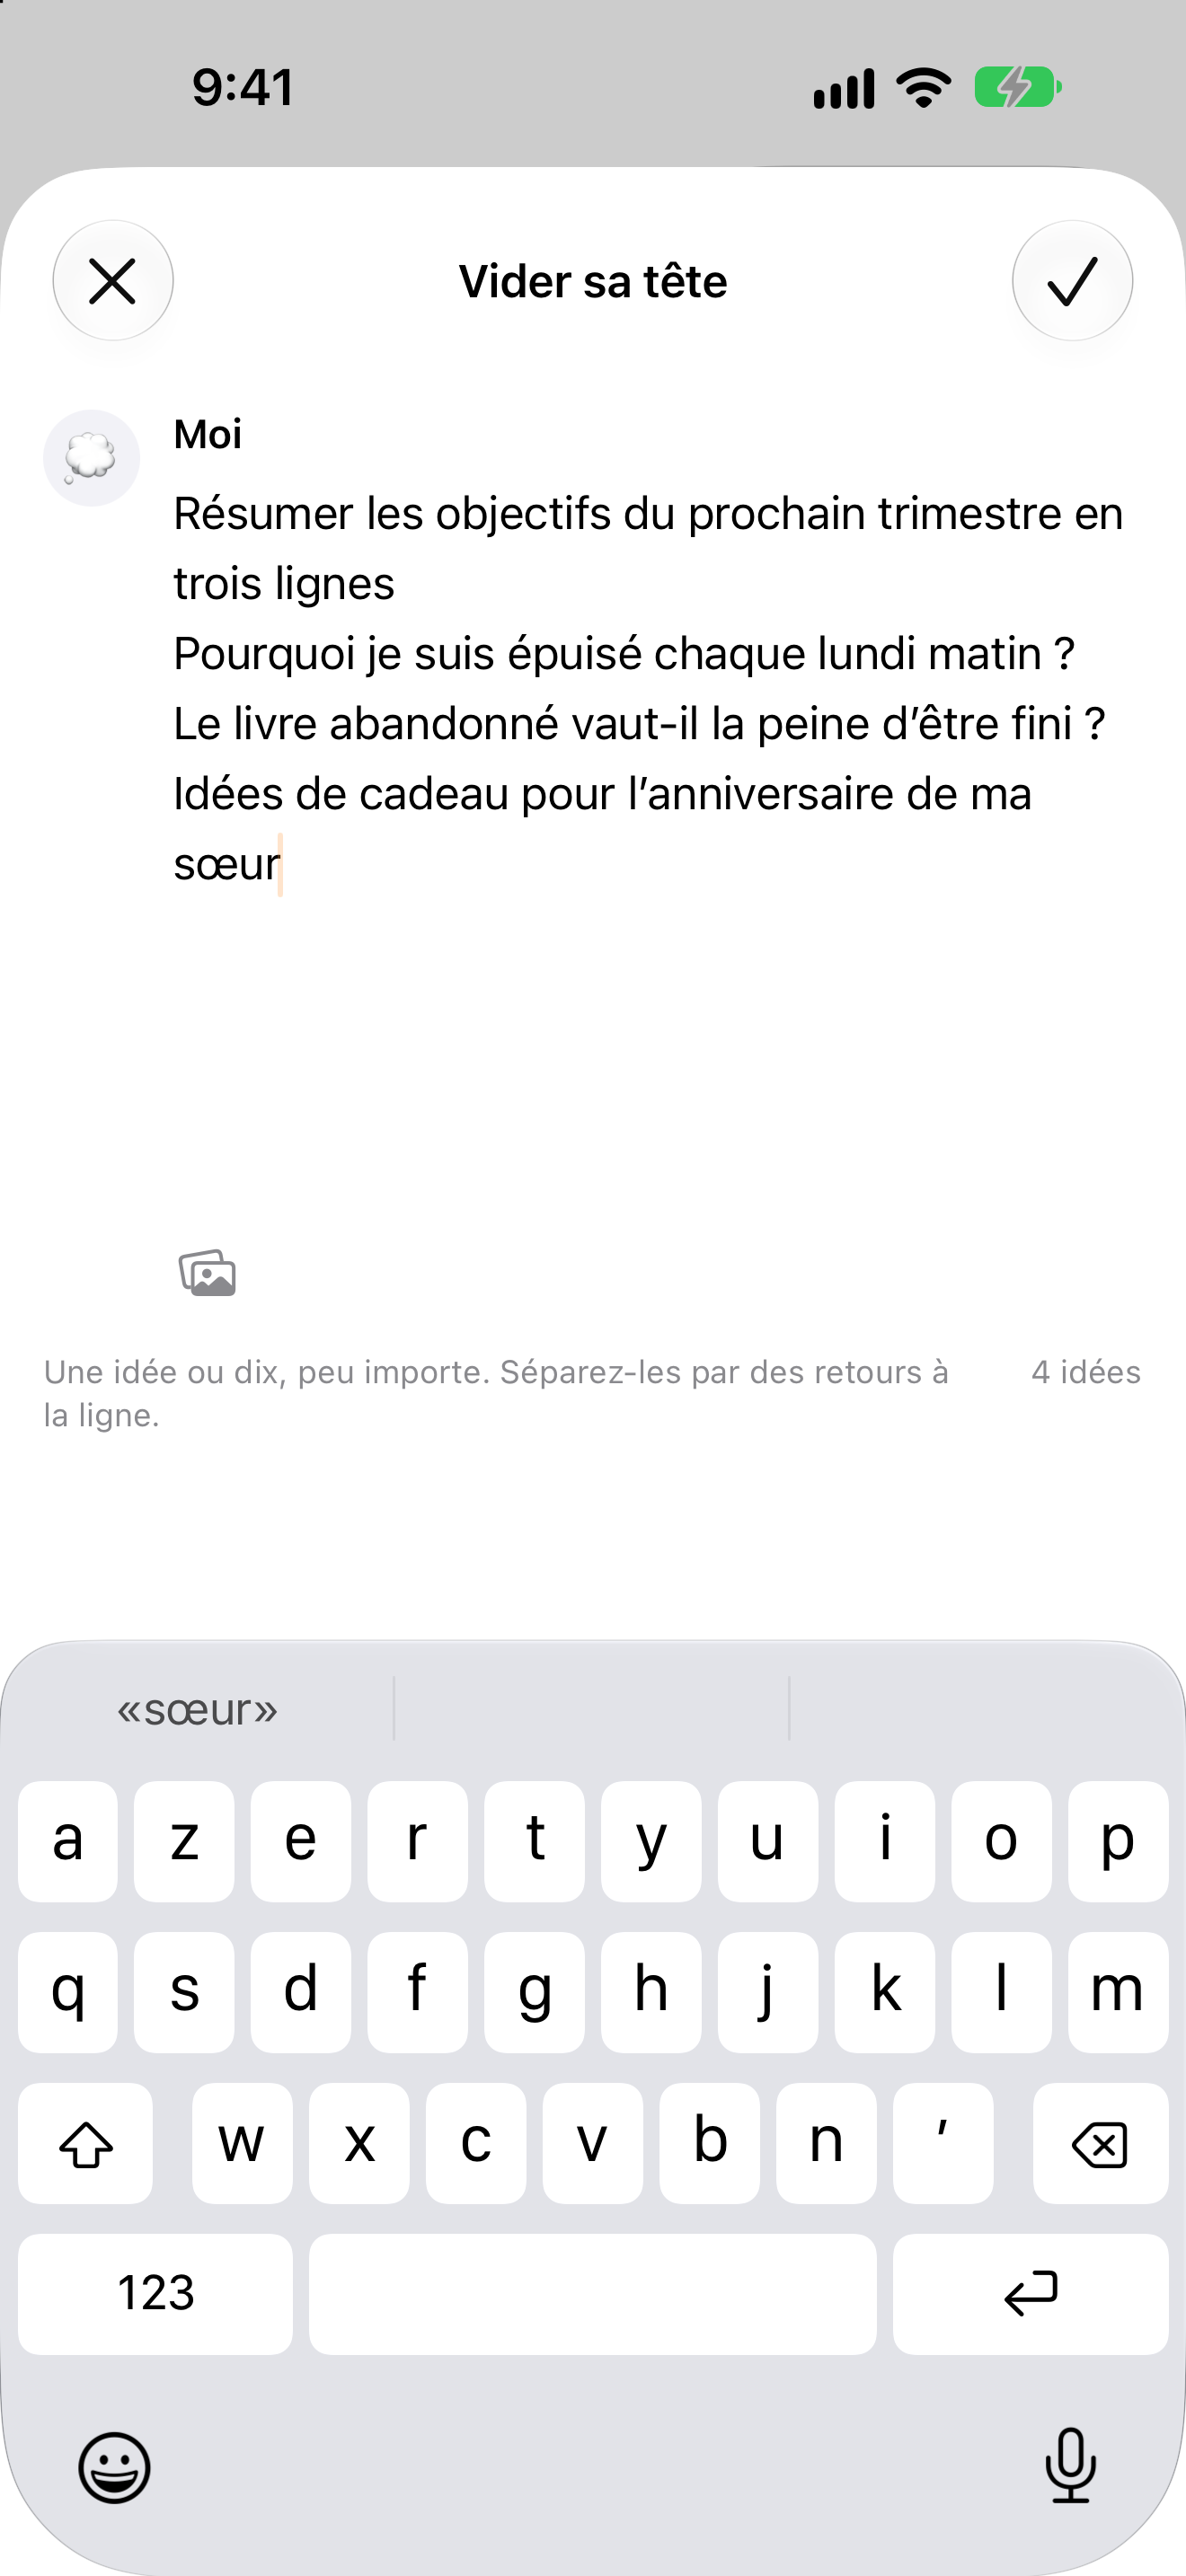 9:41
Vider sa tête
Moi
Résumer les objectifs du prochain trimestre en
trois lignes
Pourquoi je suis épuisé chaque lundi matin ?
Le livre abandonné vaut-il la peine d’être fini ?
Idées de cadeau pour l’anniversaire de ma
sœur
Une idée ou dix, peu importe. Séparez-les par des retours à
la ligne.
4 idées
«sœur»
a z e r t y u i o p
q s d f g h j k l m
w x c v b n ’
123